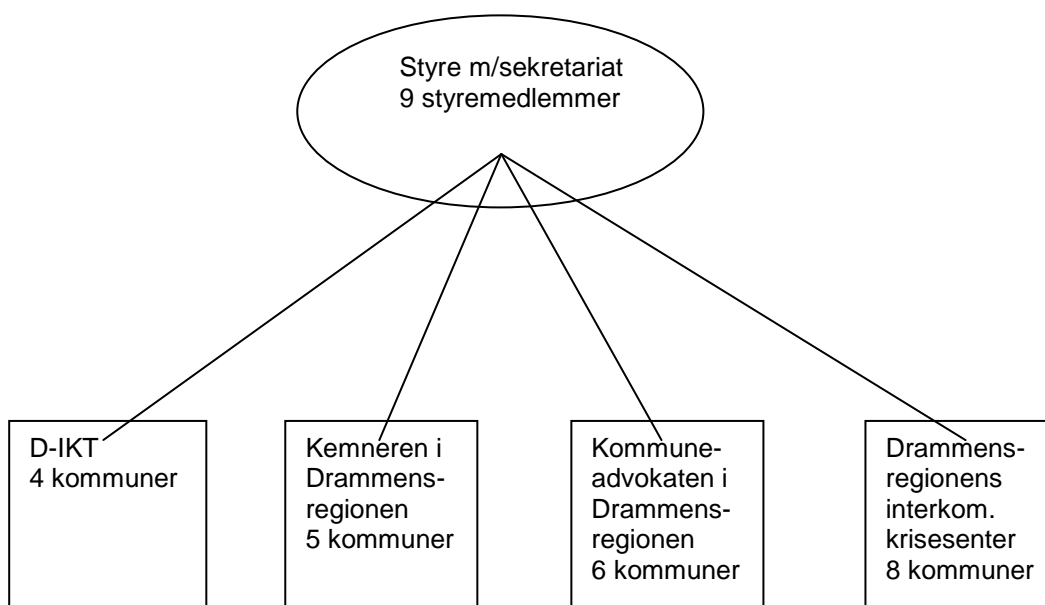 Styre m/sekretariat
9 styremedlemmer
D-IKT
4 kommuner
Kemneren i
Drammens-
regionen
5 kommuner
Kommune-
advokaten i
Drammens-
regionen
6 kommuner
Drammens-
regionens
interkom.
krisesenter
8 kommuner